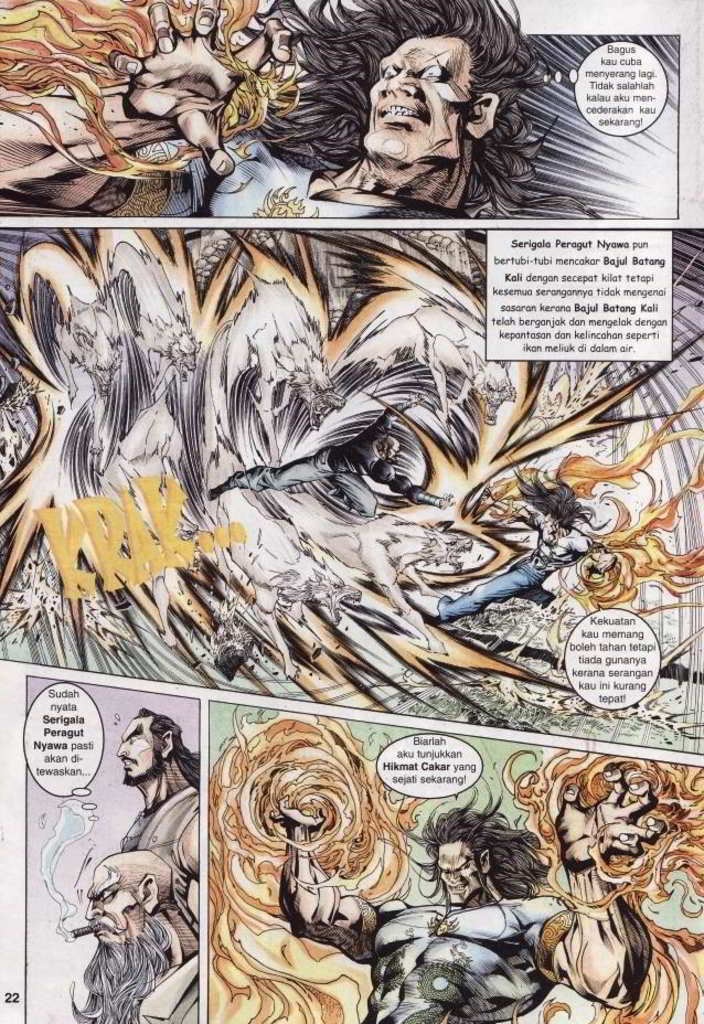 Bagus
kau cuba
menyerang lagi.
Tidak salahlah
kalau aku men-
cederakan kau
sekarang!
Serigala Peragut Nyawa pun
bertubi-tubi mencakar Bajul Batang
Kali dengan secepat kilat tetapi
kesemua serangannya tidak mengenai
sasaran kerana Bajul Batang Kali
telah berganjak dan mengelak dengan
kepantasan dan kelincahan seperti
ikan meliuk di dalam air.
KRAK...
Kekuatan
kau memang
boleh tahan tetapi
tiada gunanya
kerana serangan
kau ini kurang
tepat!
Sudah
nyata
Serigala
Peragut
Nyawa pasti
akan di-
tewaskan...
Biarlah
aku tunjukkan
Hikmat Cakar yang
sejati sekarang!
22